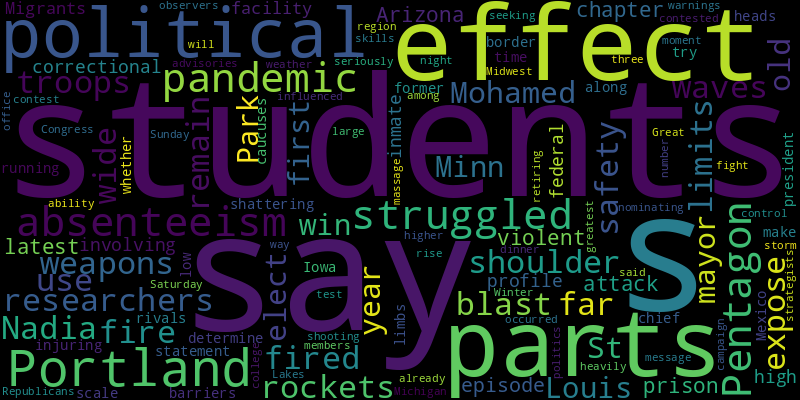 Migrants observers facility Arizona chapter warnings
political will region skills effect seeking contested heads
correctional advisories weather seriously border moment try
troops pandemic night time Midwest three old
office contest influenced former Mohamed along waves
students
Congress wide whether remain Sunday Park caucuses first large inmate among
Minn retiring federal safety limits number Great fight president
running massage
ability shattering greatest nominating control
absenteeism win struggled violent mayor make
latest involving way higher dinner said storm
weapons low say rise shoulder s Pentagon expose strategists
use Saturday elect Iowa year profile attack
researchers test limbs Winter blast far chief Mexico
Nadia fire rivals determine shooting occurred parts St message campaign
injuring statement members fired politics heavily high
Portland college Lakes already episode Louis prison
Republicans scale barriers rockets Michigan